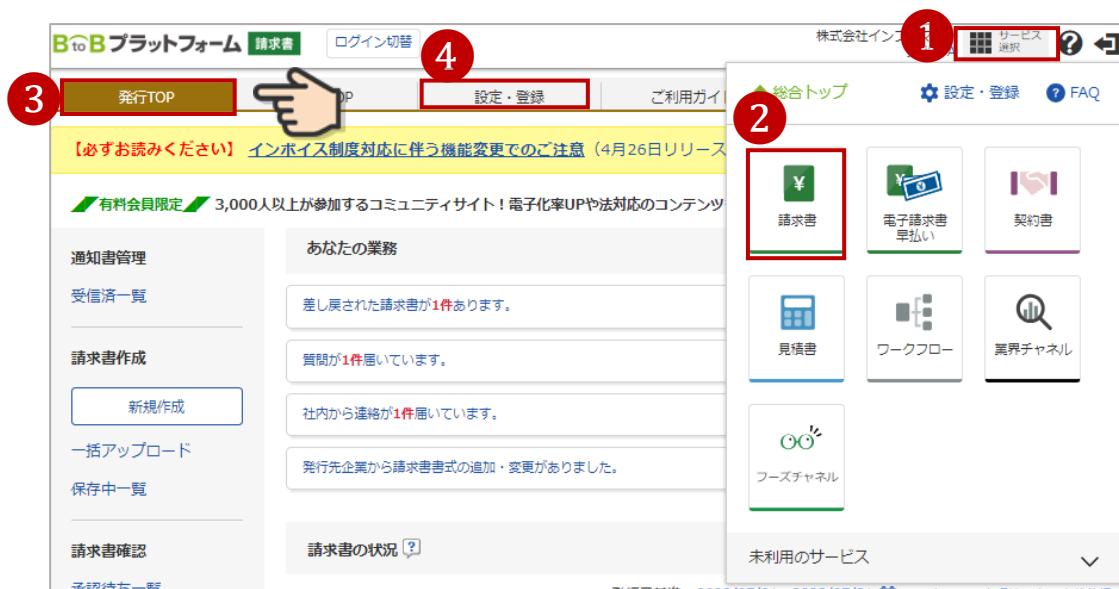 BtoBプラットフォーム 請求書
ログイン切替
株式会社イン
1
サービス
選択
4
3
発行TOP
OP
設定・登録
ご利用ガイ
総合トップ
設定・登録
FAQ
2
【必ずお読みください】 インボイス制度対応に伴う機能変更でのご注意（4月26日リリース
有料会員限定 3,000人以上が参加するコミュニティサイト！電子化率UPや法対応のコンテンツ
通知書管理
受信済一覧
請求書作成
新規作成
一括アップロード
保存中一覧
請求書確認
あなたの業務
差し戻された請求書が1件あります。
質問が1件届いています。
社内から連絡が1件届いています。
発行先企業から請求書書式の追加・変更がありました。
請求書の状況
請求書
電子請求書
早払い
契約書
見積書
ワークフロー
業界チャネル
フーズチャネル
未利用のサービス